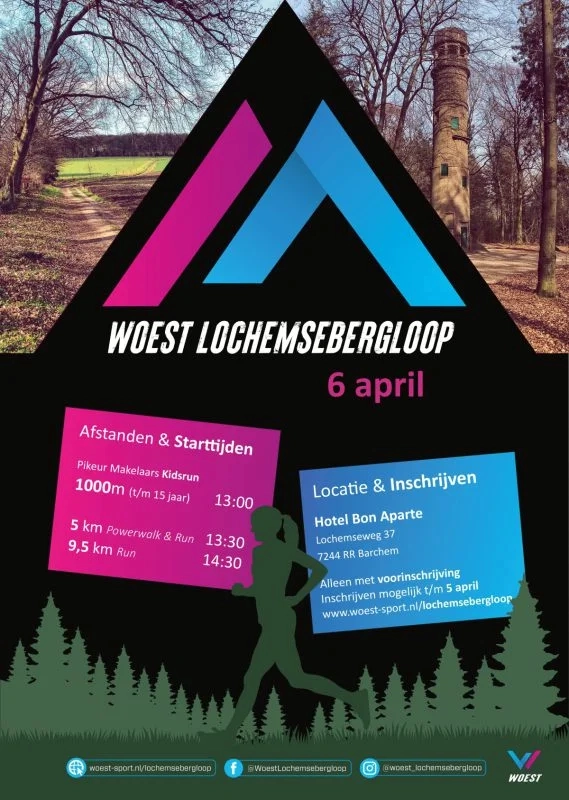 WOEST LOCHEMSEBERGLOOP
6 april
Afstanden & Starttijden
Pikeur Makelaars Kidsrun
1000m (t/m 15 jaar) 13:00
5 km Powerwalk & Run 13:30
9,5 km Run 14:30
Locatie & Inschrijven
Hotel Bon Aparte
Lochemseweg 37
7244 RR Barchem
Alleen met voorinschrijving
Inschrijven mogelijk t/m 5 april
www.woest-sport.nl/lochemsebergloop
woest-sport.nl/lochemsebergloop
@WoestLochemsebergloop
@woest_lochemsebergloop
WOEST